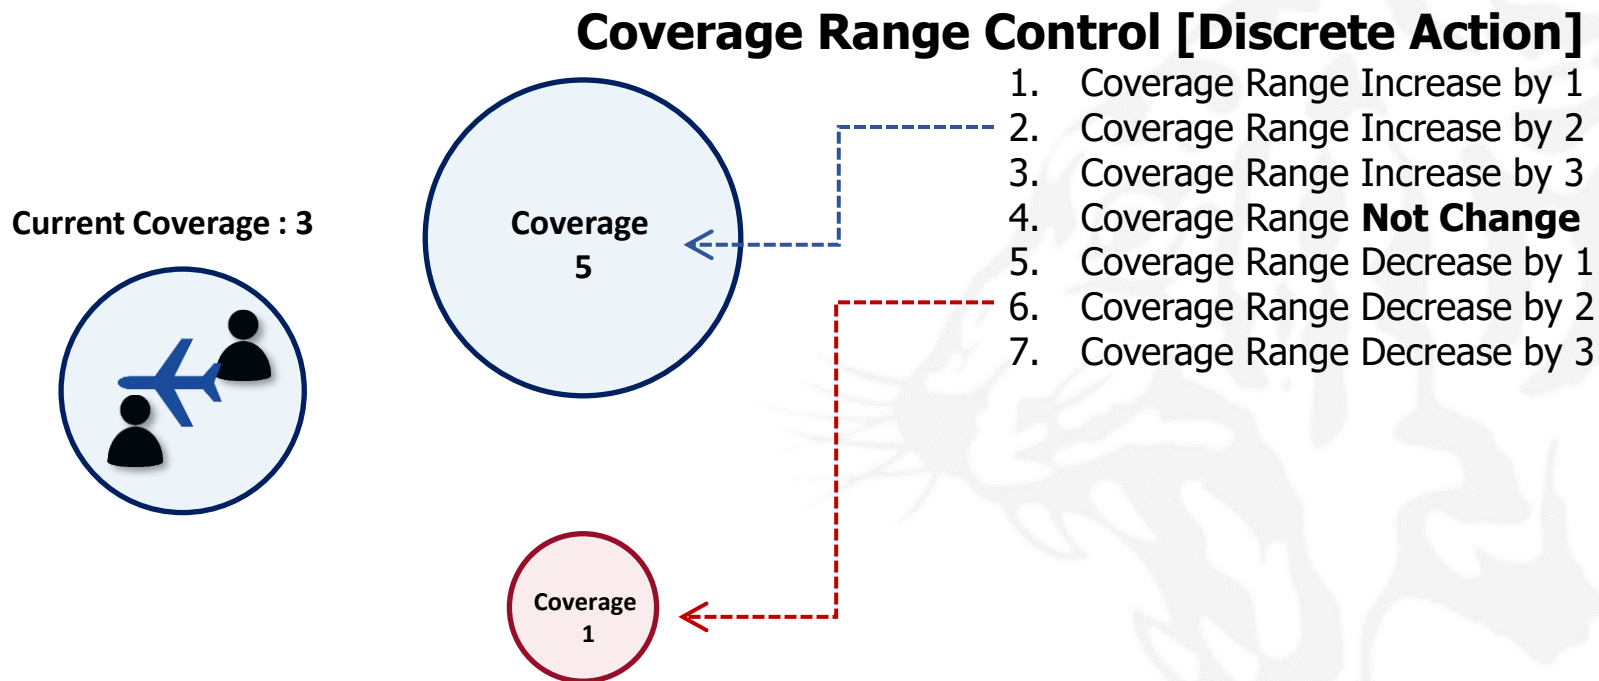 Coverage Range Control [Discrete Action]
1. Coverage Range Increase by 1
2. Coverage Range Increase by 2
3. Coverage Range Increase by 3
4. Coverage Range Not Change
5. Coverage Range Decrease by 1
6. Coverage Range Decrease by 2
7. Coverage Range Decrease by 3
Current Coverage : 3
Coverage
5
Coverage
1